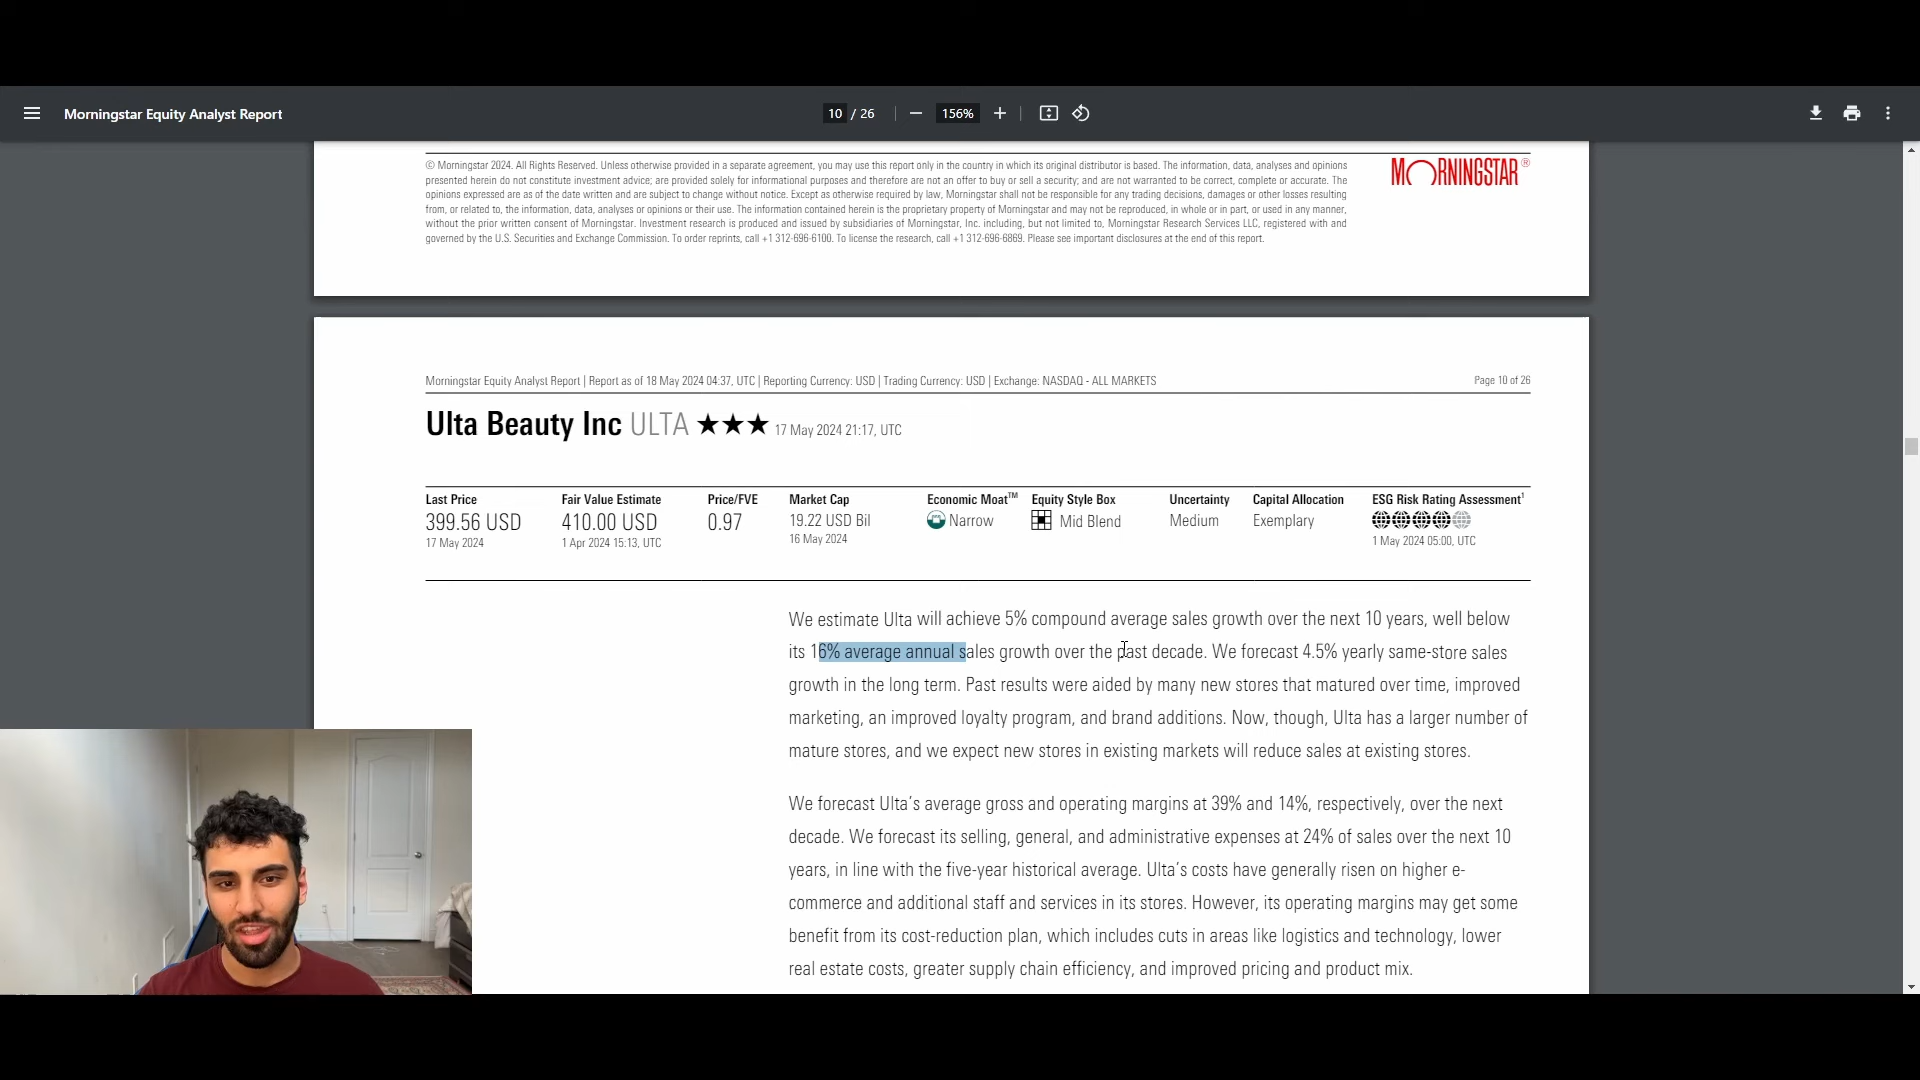 Morningstar Equity Analyst Report
10 / 26
156%
© Morningstar 2024. All Rights Reserved. Unless otherwise provided in a separate agreement, you may use this report only in the country in which its original distributor is based. The information, data, analyses and opinions
presented herein do not constitute investment advice; are provided solely for informational purposes and therefore are not an offer to buy or sell a security; and are not warranted to be correct, complete or accurate. The
opinions expressed are as of the date written and are subject to change without notice. Except as otherwise required by law, Morningstar shall not be responsible for any trading decisions, damages or other losses resulting
from, or related to, the information, data, analyses or opinions or their use. The information contained herein is the proprietary property of Morningstar and may not be reproduced, in whole or in part, or used in any manner,
without the prior written consent of Morningstar. Investment research is produced and issued by subsidiaries of Morningstar, Inc. including, but not limited to, Morningstar Research Services LLC, registered with and
governed by the U.S. Securities and Exchange Commission. To order reprints, call +1 312-696-6100. To license the research, call +1 312-696-6869. Please see important disclosures at the end of this report.
MORNINGSTAR®
Morningstar Equity Analyst Report | Report as of 18 May 2024 04:37, UTC | Reporting Currency: USD | Trading Currency: USD | Exchange: NASDAQ - ALL MARKETS
Page 10 of 26
Ulta Beauty Inc ULTA ★★★ 17 May 2024 21:17, UTC
Last Price Fair Value Estimate Price/FVE Market Cap Economic Moat™ Equity Style Box Uncertainty Capital Allocation ESG Risk Rating Assessment¹
399.56 USD 410.00 USD 0.97 19.22 USD Bil Narrow Mid Blend Medium Exemplary
17 May 2024 1 Apr 2024 15:13, UTC 16 May 2024 1 May 2024 05:00, UTC
We estimate Ulta will achieve 5% compound average sales growth over the next 10 years, well below
its 16% average annual sales growth over the past decade. We forecast 4.5% yearly same-store sales
growth in the long term. Past results were aided by many new stores that matured over time, improved
marketing, an improved loyalty program, and brand additions. Now, though, Ulta has a larger number of
mature stores, and we expect new stores in existing markets will reduce sales at existing stores.
We forecast Ulta's average gross and operating margins at 39% and 14%, respectively, over the next
decade. We forecast its selling, general, and administrative expenses at 24% of sales over the next 10
years, in line with the five-year historical average. Ulta's costs have generally risen on higher e-
commerce and additional staff and services in its stores. However, its operating margins may get some
benefit from its cost-reduction plan, which includes cuts in areas like logistics and technology, lower
real estate costs, greater supply chain efficiency, and improved pricing and product mix.